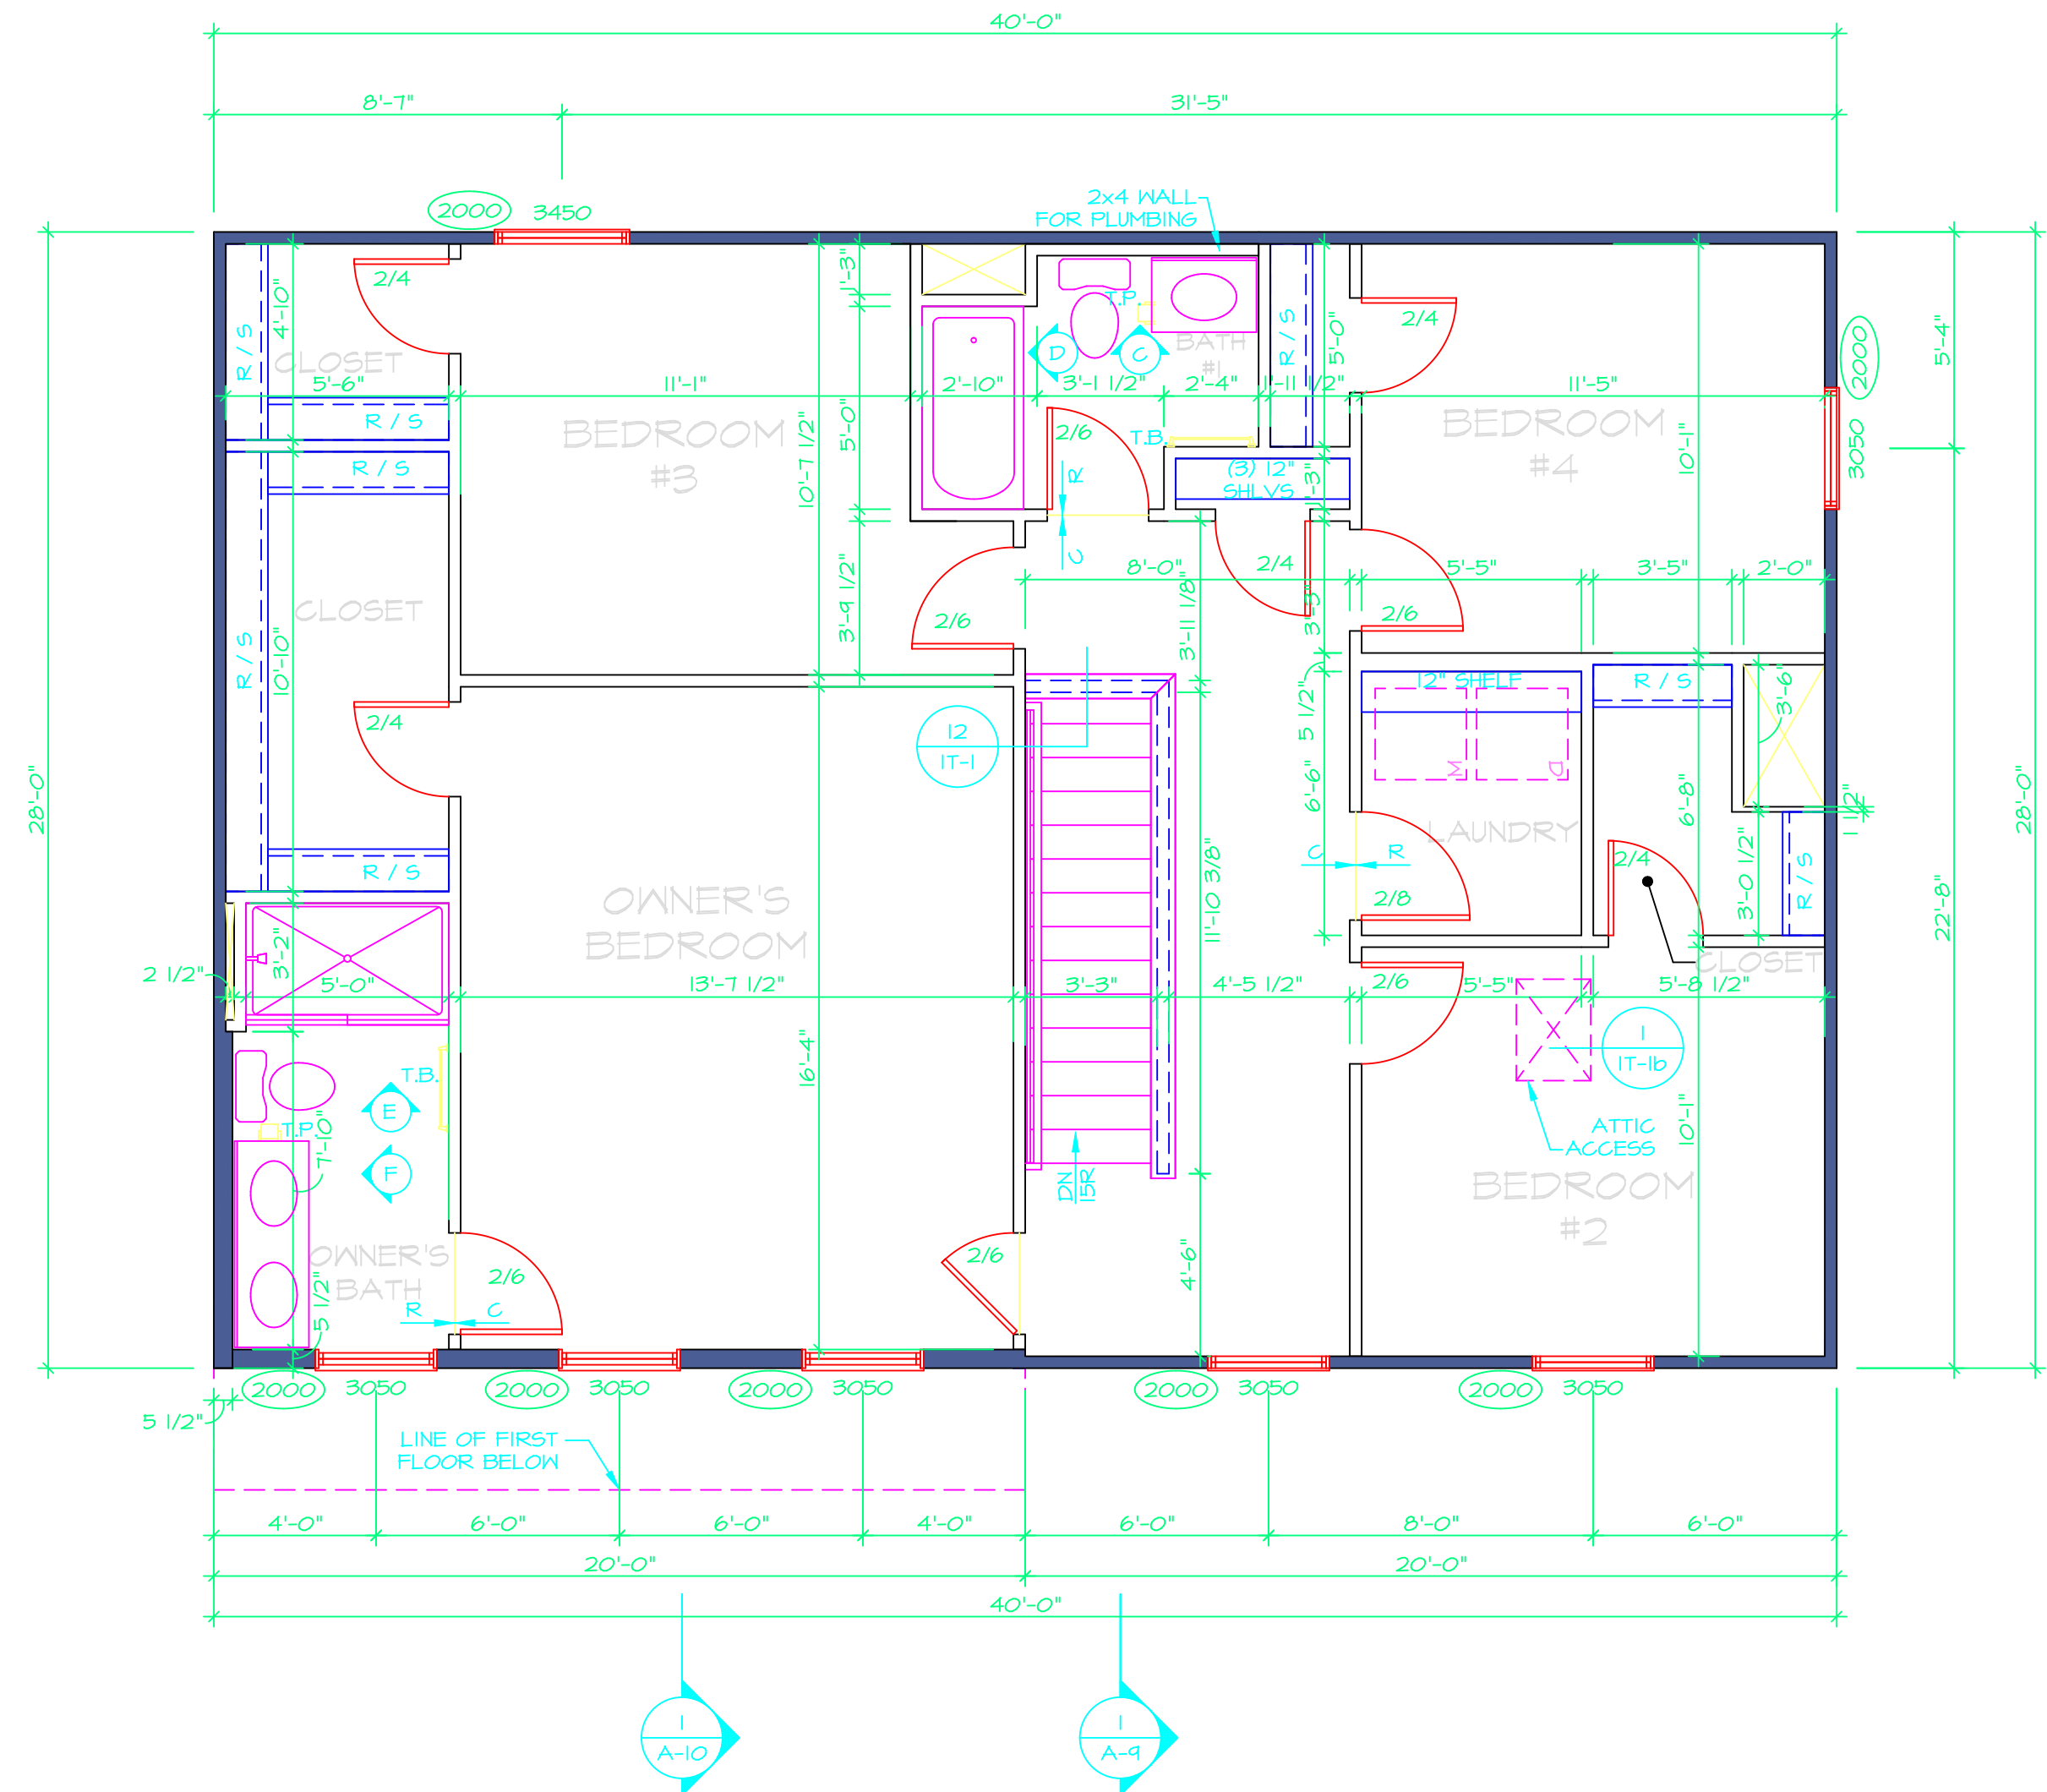 40'-0"
8'-7"
31'-5"
2x4 WALL
FOR PLUMBING
2000
3450
2/4
4'-10"
R / S
CLOSET
5'-6"
R / S
11'-1"
BEDROOM
#3
10'-7 1/2"
1'-3"
5'-0"
2'-10"
T.P.
D
C
BATH
#1
3'-1 1/2"
2'-4"
1'-11 1/2"
R / S
5'-0"
2/4
11'-5"
BEDROOM
#4
10'-1"
2000
3050
5'-4"
R / S
2/6
T.B.
R
C
(3) 12"
SHLVS
1'-3"
3'-9 1/2"
2/6
8'-0"
2/4
5'-5"
3'-5"
2'-0"
3'-11 1/8"
3'-3"
2/6
CLOSET
R / S
10'-10"
2/4
28'-0"
12
1T-1
5 1/2"
6'-6"
12" SHELF
M
D
R / S
3'-6"
28'-0"
LAUNDRY
6'-8"
1 1/2"
C
R
2/8
2/4
3'-0 1/2"
R / S
22'-8"
R / S
OWNER'S
BEDROOM
11'-10 3/8"
CLOSET
2 1/2"
3'-2"
5'-0"
13'-7 1/2"
3'-3"
4'-5 1/2"
2/6
5'-5"
5'-8 1/2"
16'-4"
1
1T-1b
T.B.
E
T.P.
7'-10"
F
ATTIC
ACCESS
10'-1"
DN
15R
BEDROOM
#2
OWNER'S
BATH
5 1/2"
R
C
2/6
2/6
4'-6"
2000
3050
2000
3050
2000
3050
2000
3050
2000
3050
5 1/2"
LINE OF FIRST
FLOOR BELOW
4'-0"
6'-0"
6'-0"
4'-0"
6'-0"
8'-0"
6'-0"
20'-0"
20'-0"
40'-0"
1
A-10
1
A-9